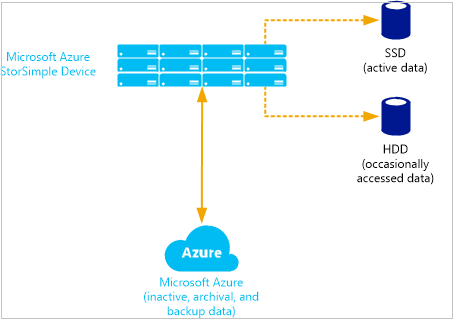 Microsoft Azure
StorSimple Device
SSD
(active data)
HDD
(occasionally
accessed data)
Azure
Microsoft Azure
(inactive, archival, and
backup data)